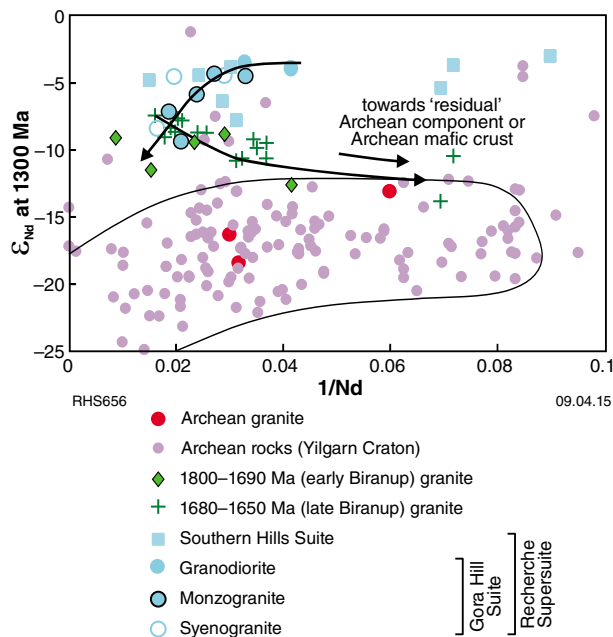 0
−5
−10
−15
−20
−25
εNd at 1300 Ma
towards ‘residual’
Archean component or
Archean mafic crust
0
0.02
0.04
0.06
0.08
0.1
1/Nd
RHS656
09.04.15
Archean granite
Archean rocks (Yilgarn Craton)
1800–1690 Ma (early Biranup) granite
1680–1650 Ma (late Biranup) granite
Southern Hills Suite
Granodiorite
Monzogranite
Syenogranite
Gora Hill
Suite
Recherche
Supersuite